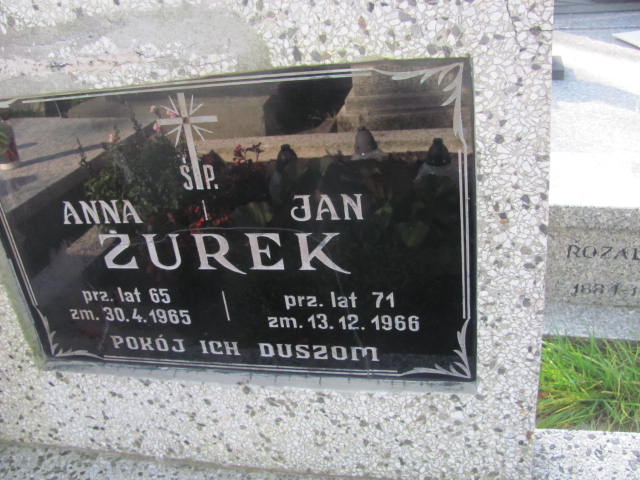 Ś.P.
ANNA | JAN
ŻUREK
prz. lat 65 | prz. lat 71
zm. 30.4.1965 | zm. 13.12.1966
POKÓJ ICH DUSZOM